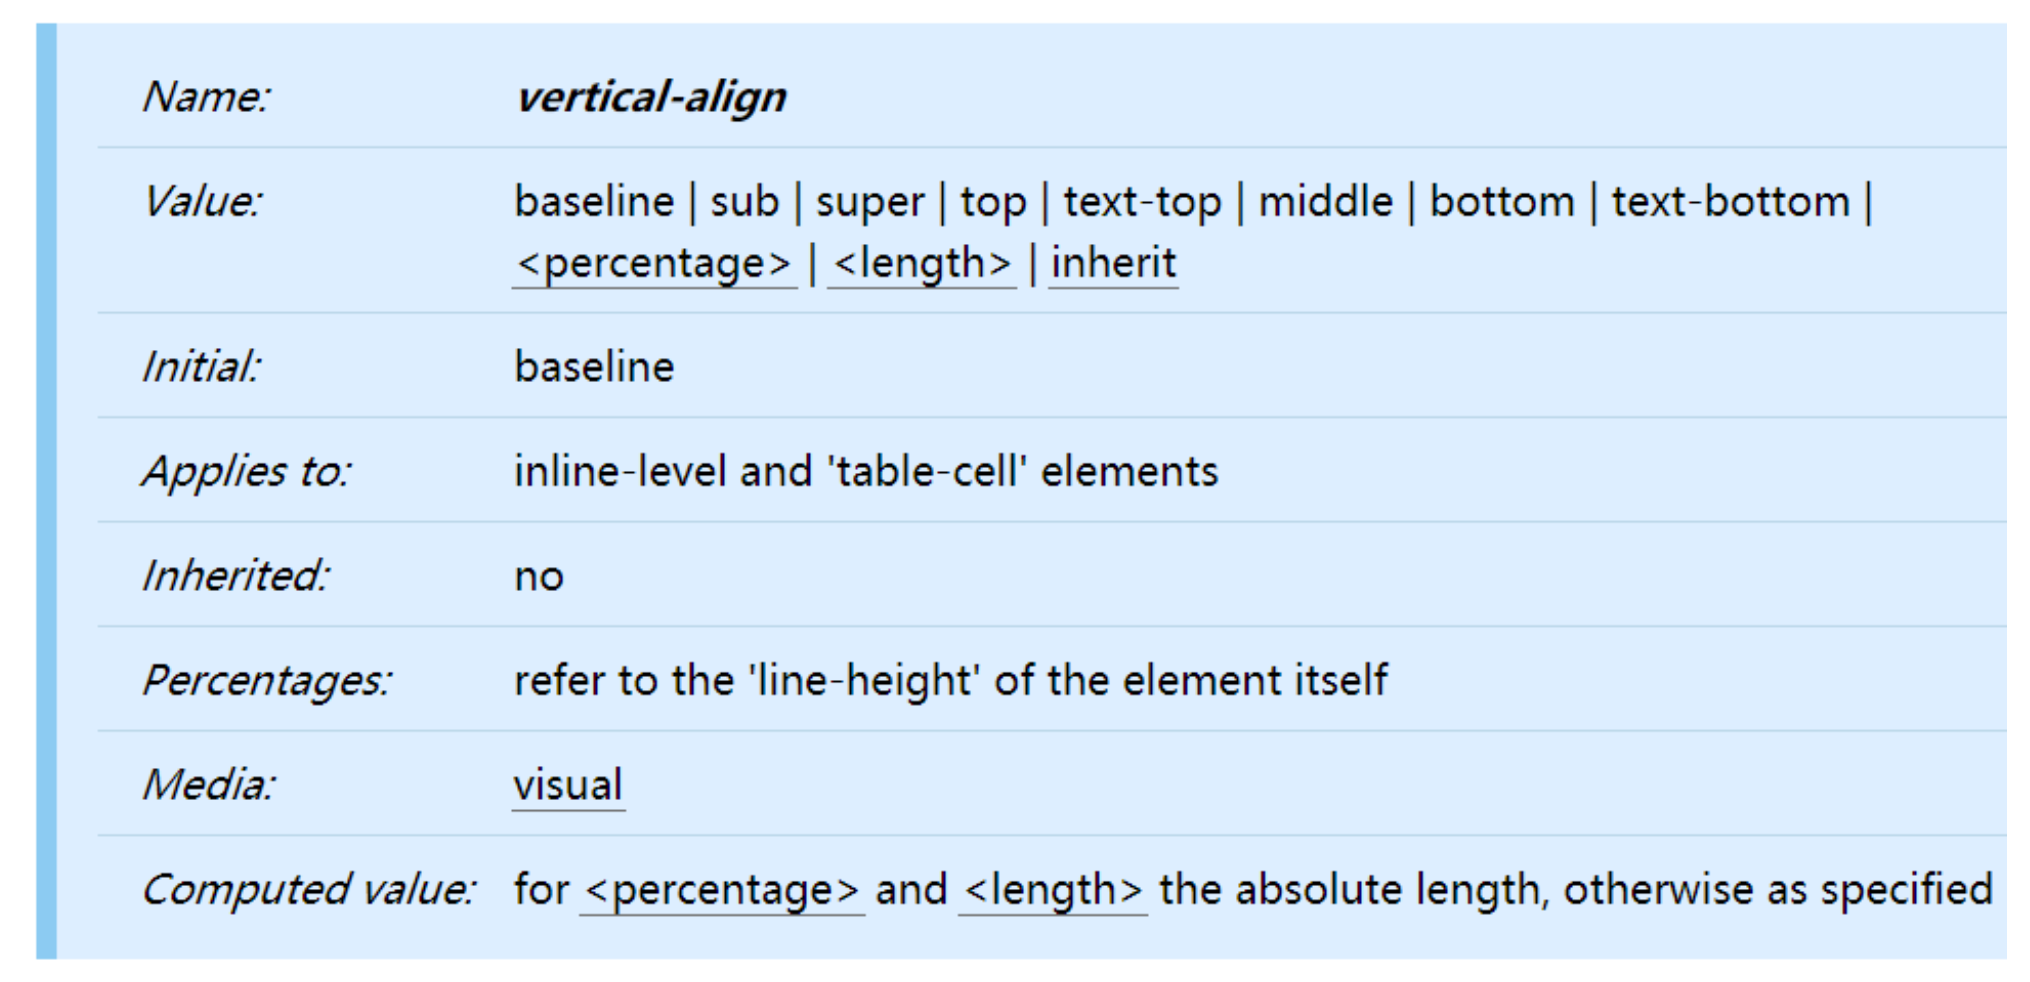 Name: vertical-align
Value: baseline | sub | super | top | text-top | middle | bottom | text-bottom |
<percentage> | <length> | inherit
Initial: baseline
Applies to: inline-level and 'table-cell' elements
Inherited: no
Percentages: refer to the 'line-height' of the element itself
Media: visual
Computed value: for <percentage> and <length> the absolute length, otherwise as specified